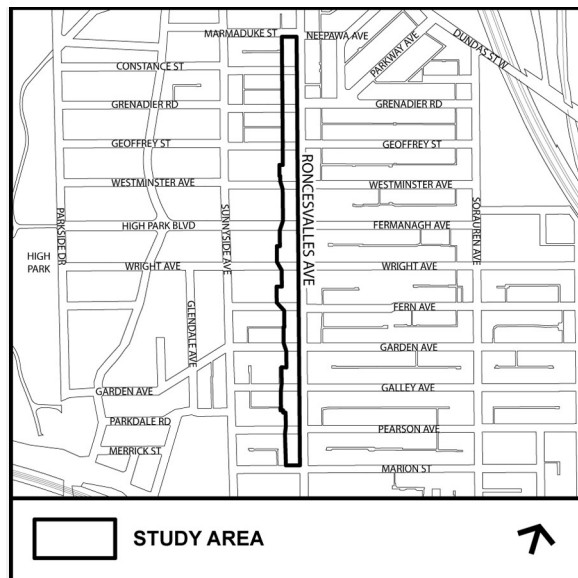 MARMADUKE ST
NEEPAWA AVE
DUNDAS ST W
PARKWAY AVE
CONSTANCE ST
GRENADIER RD
GRENADIER RD
GEOFFREY ST
GEOFFREY ST
RONCESVALLES AVE
WESTMINSTER AVE
WESTMINSTER AVE
PARKSIDE DR
SUNNYSIDE AVE
SORAUREN AVE
HIGH PARK BLVD
FERMANAGH AVE
HIGH
PARK
WRIGHT AVE
WRIGHT AVE
GLENDALE AVE
FERN AVE
GARDEN AVE
GARDEN AVE
GALLEY AVE
PARKDALE RD
PEARSON AVE
MERRICK ST
MARION ST
STUDY AREA